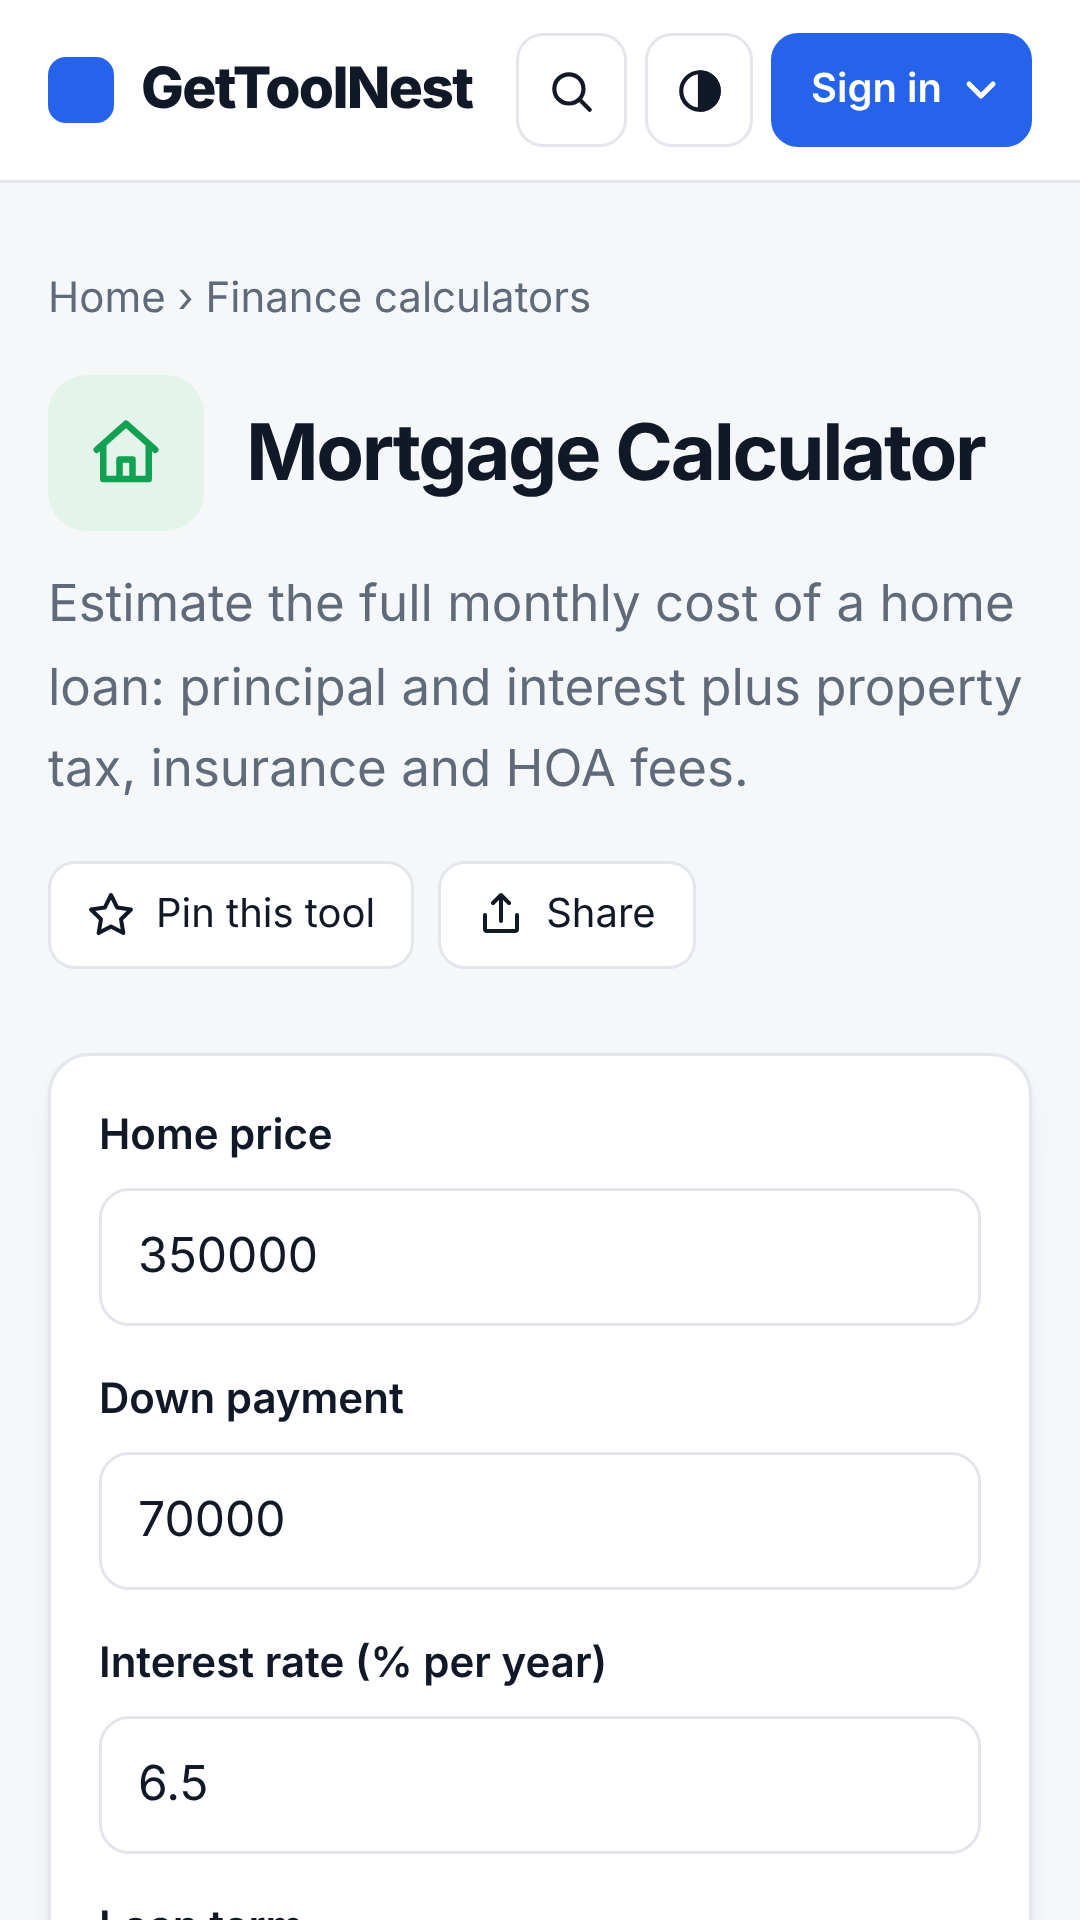 GetToolNest
Sign in
Home › Finance calculators
Mortgage Calculator
Estimate the full monthly cost of a home
loan: principal and interest plus property
tax, insurance and HOA fees.
Pin this tool
Share
Home price
350000
Down payment
70000
Interest rate (% per year)
6.5
Loan term